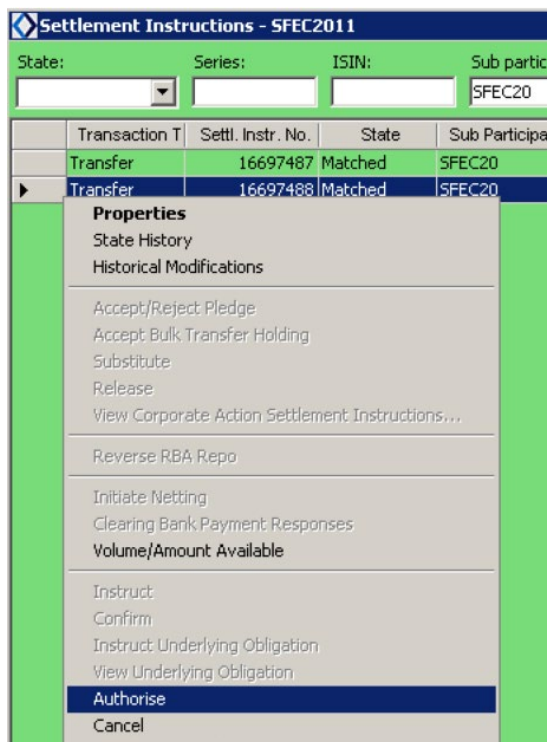 Settlement Instructions - SFEC2011
State: Series: ISIN: Sub partic
SFEC20
Transaction T Settl. Instr. No. State Sub Participa
Transfer 16697487 Matched SFEC20
Transfer 16697488 Matched SFEC20
Properties
State History
Historical Modifications
Accept/Reject Pledge
Accept Bulk Transfer Holding
Substitute
Release
View Corporate Action Settlement Instructions...
Reverse RBA Repo
Initiate Netting
Clearing Bank Payment Responses
Volume/Amount Available
Instruct
Confirm
Instruct Underlying Obligation
View Underlying Obligation
Authorise
Cancel